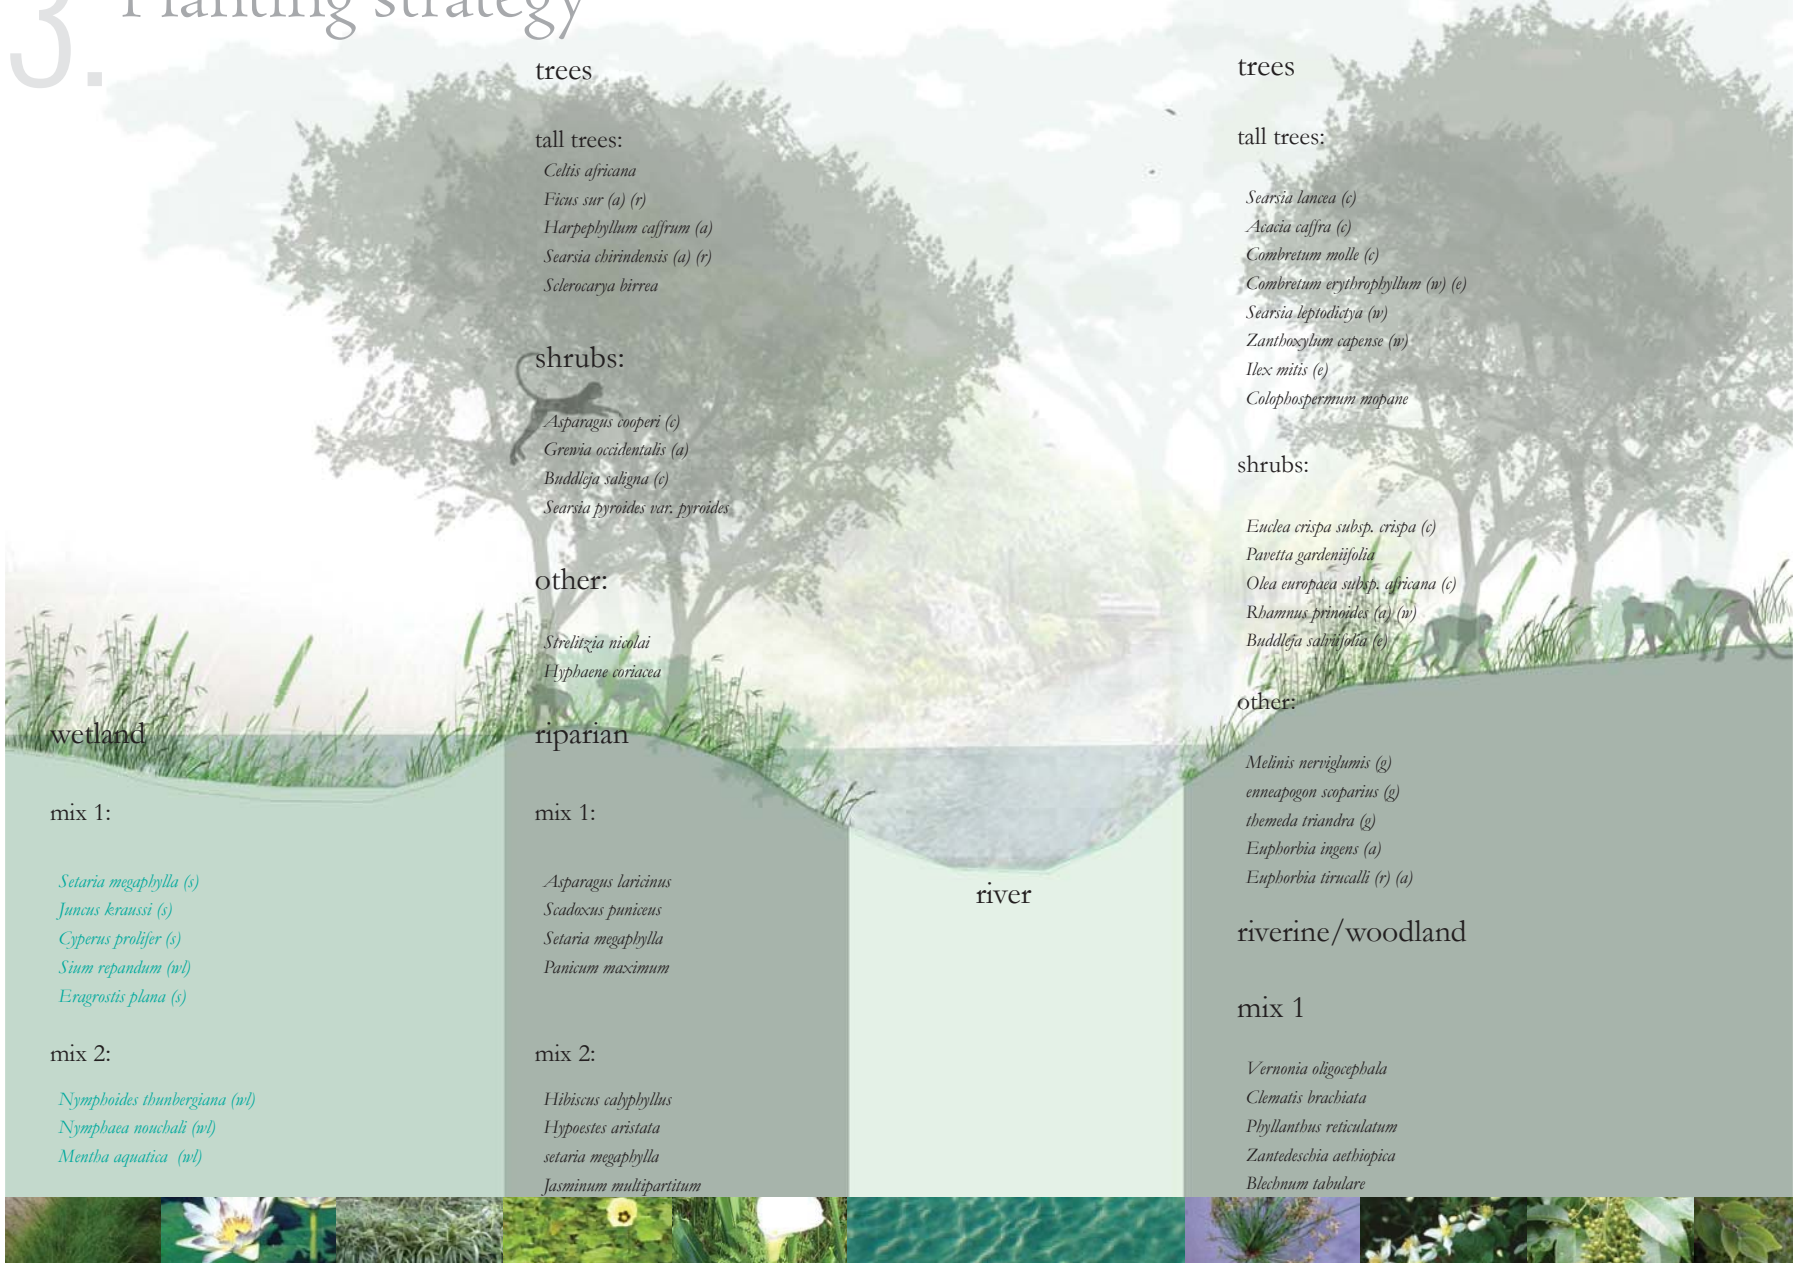 3. Planting strategy
wetland
mix 1:
Setaria megaphylla (s)
Juncus kraussi (s)
Cyperus prolifer (s)
Sium repandum (wl)
Eragrostis plana (s)
mix 2:
Nymphoides thunbergiana (wl)
Nymphaea nouchali (wl)
Mentha aquatica (wl)
trees
tall trees:
Celtis africana
Ficus sur (a) (r)
Harpephyllum caffrum (a)
Searsia chirindensis (a) (r)
Sclerocarya birrea
shrubs:
Asparagus cooperi (c)
Grewia occidentalis (a)
Buddleja saligna (c)
Searsia pyroides var. pyroides
other:
Strelitzia nicolai
Hyphaene coriacea
riparian
mix 1:
Asparagus laricinus
Scadoxus puniceus
Setaria megaphylla
Panicum maximum
mix 2:
Hibiscus calyphyllus
Hypoestes aristata
setaria megaphylla
Jasminum multipartitum
river
trees
tall trees:
Searsia lancea (c)
Acacia caffra (c)
Combretum molle (c)
Combretum erythrophyllum (w) (e)
Searsia leptodictya (w)
Zanthoxylum capense (w)
Ilex mitis (e)
Colophospermum mopane
shrubs:
Euclea crispa subsp. crispa (c)
Pavetta gardeniifolia
Olea europaea subsp. africana (c)
Rhamnus prinoides (a) (w)
Buddleja salviifolia (e)
other:
Melinis nerviglumis (g)
enneapogon scoparius (g)
themeda triandra (g)
Euphorbia ingens (a)
Euphorbia tirucalli (r) (a)
riverine/woodland
mix 1
Vernonia oligocephala
Clematis brachiata
Phyllanthus reticulatum
Zantedeschia aethiopica
Blechnum tabulare